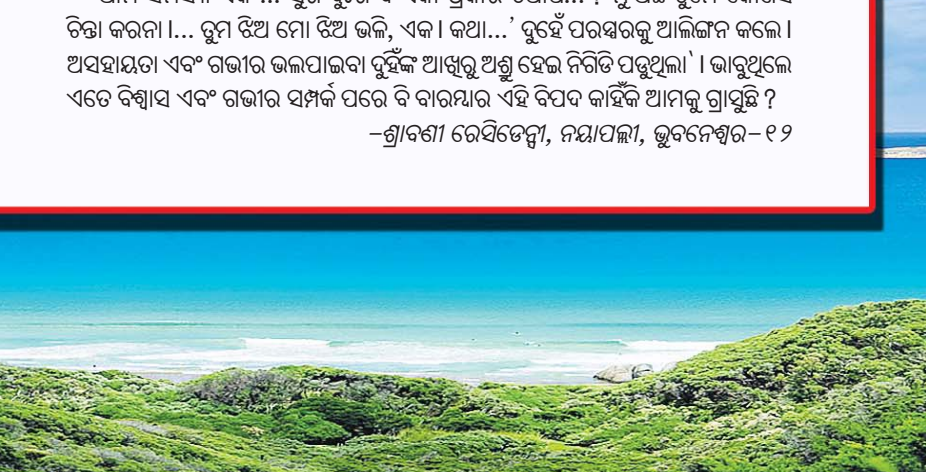 ଚିନ୍ତା କରନା ।... ତୁମ ଝିଅ ମୋ ଝିଅ ଭଳି, ଏକ । କଥା...’ ଦୁହେଁ ପରସ୍ପରକୁ ଆଲିଙ୍ଗନ କଲେ ।
ଅସହାୟତା ଏବଂ ଗଭୀର ଭଲପାଇବା ଦୁହିଁଙ୍କ ଆଖିରୁ ଅଶ୍ରୁ ହେଇ ନିଗିଡି ପଡୁଥିଲା` । ଭାବୁଥିଲେ
ଏତେ ବିଶ୍ୱାସ ଏବଂ ଗଭୀର ସମ୍ପର୍କ ପରେ ବି ବାରମ୍ବାର ଏହି ବିପଦ କାହିଁକି ଆମକୁ ଗ୍ରାସୁଛି ?
–ଶ୍ରାବଣୀ ରେସିଡେନ୍ସୀ, ନୟାପଲ୍ଲୀ, ଭୁବନେଶ୍ୱର–୧୨